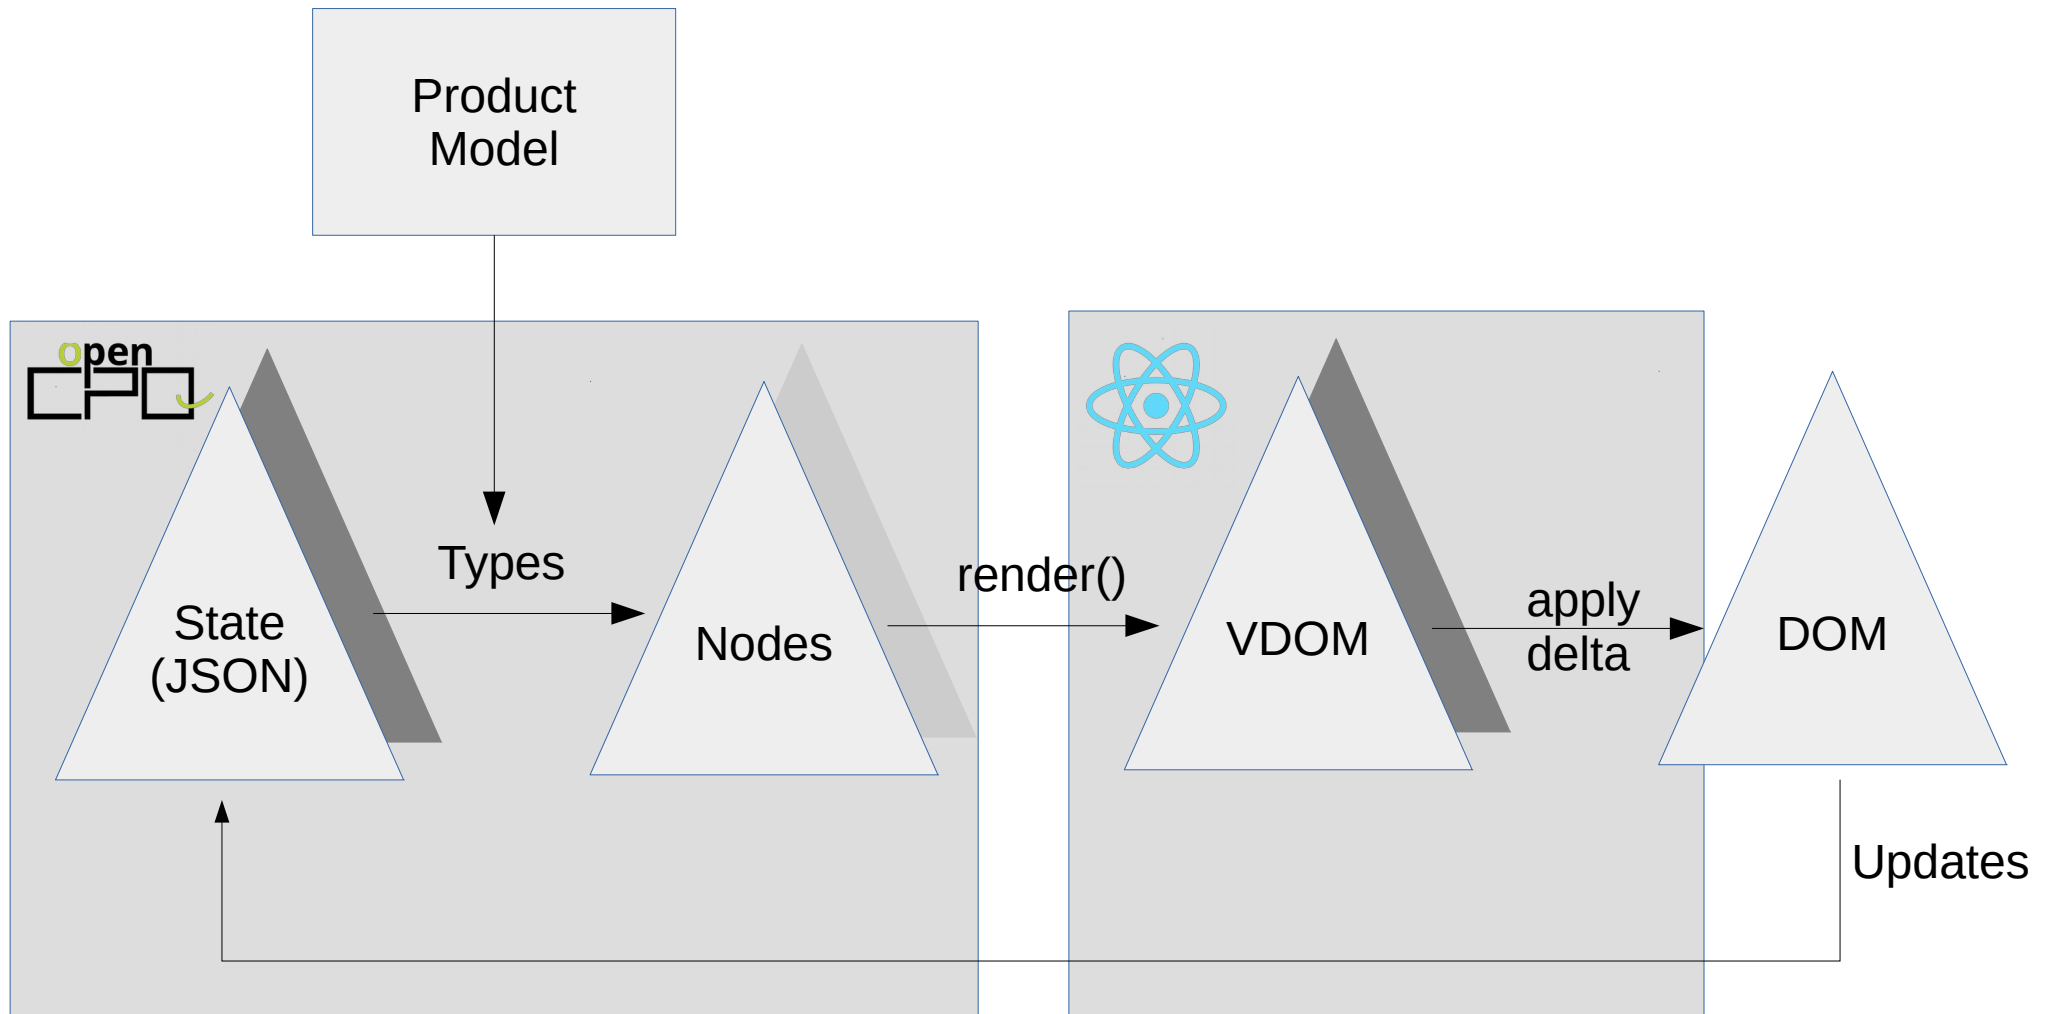 Product
Model
open
CPQ
Types
State
(JSON)
Nodes
render()
VDOM
apply
delta
DOM
Updates